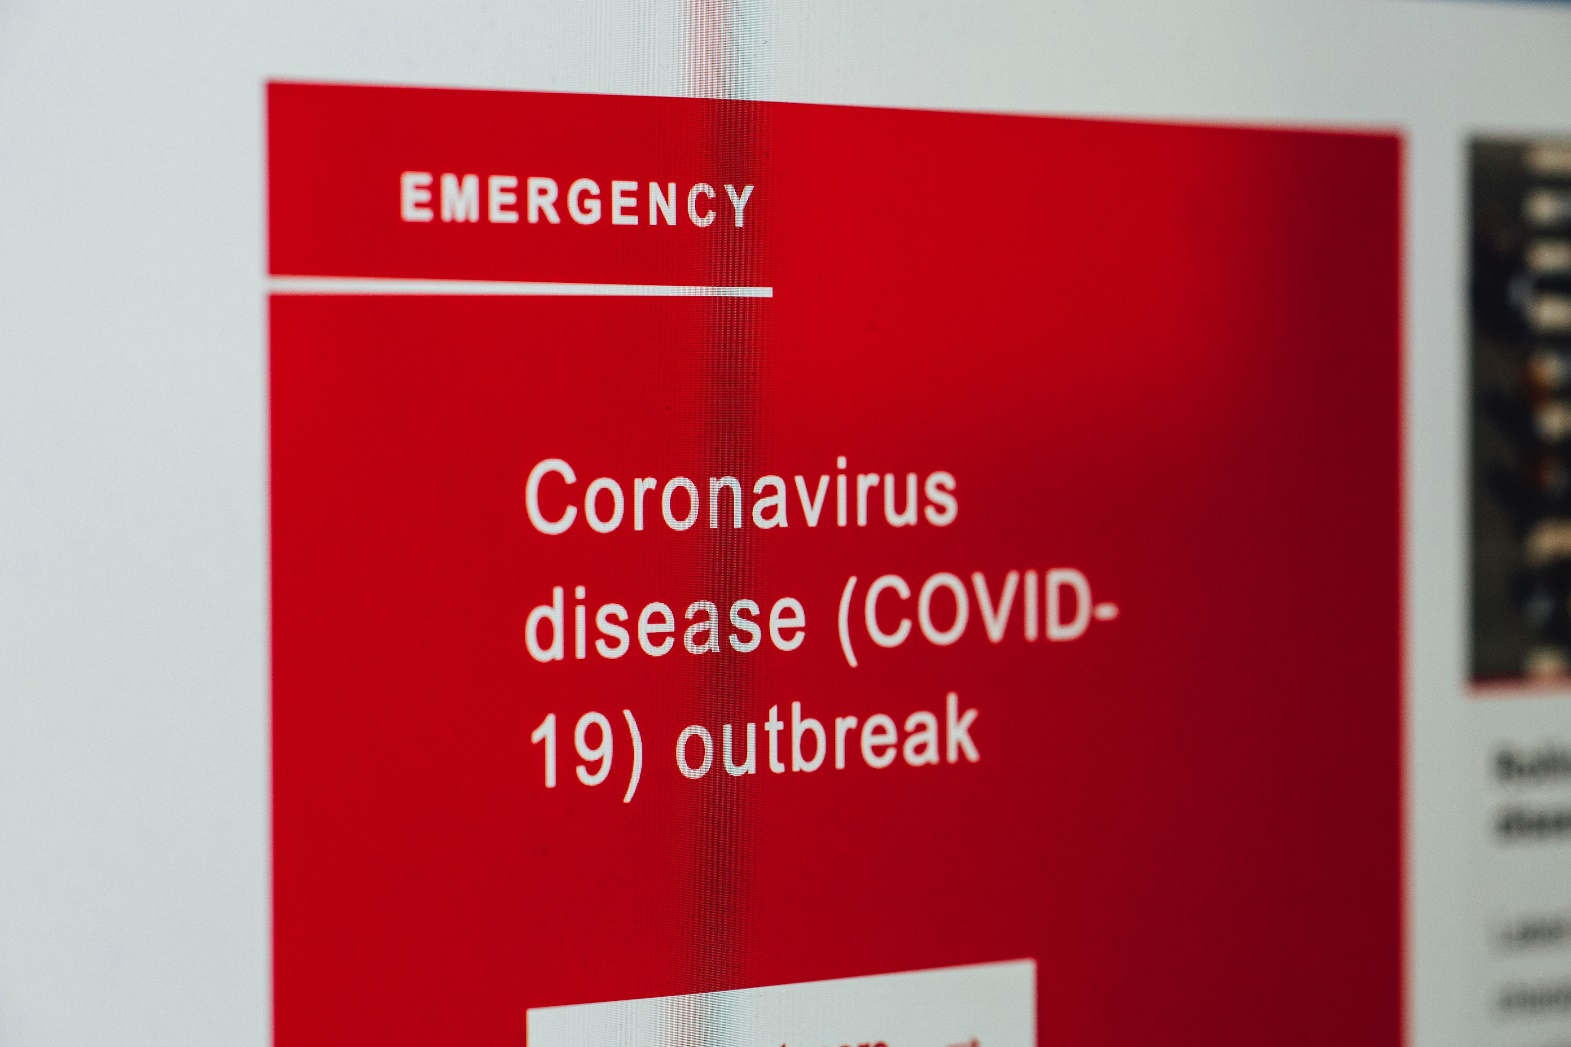 EMERGENCY
Coronavirus
disease (COVID-
19) outbreak